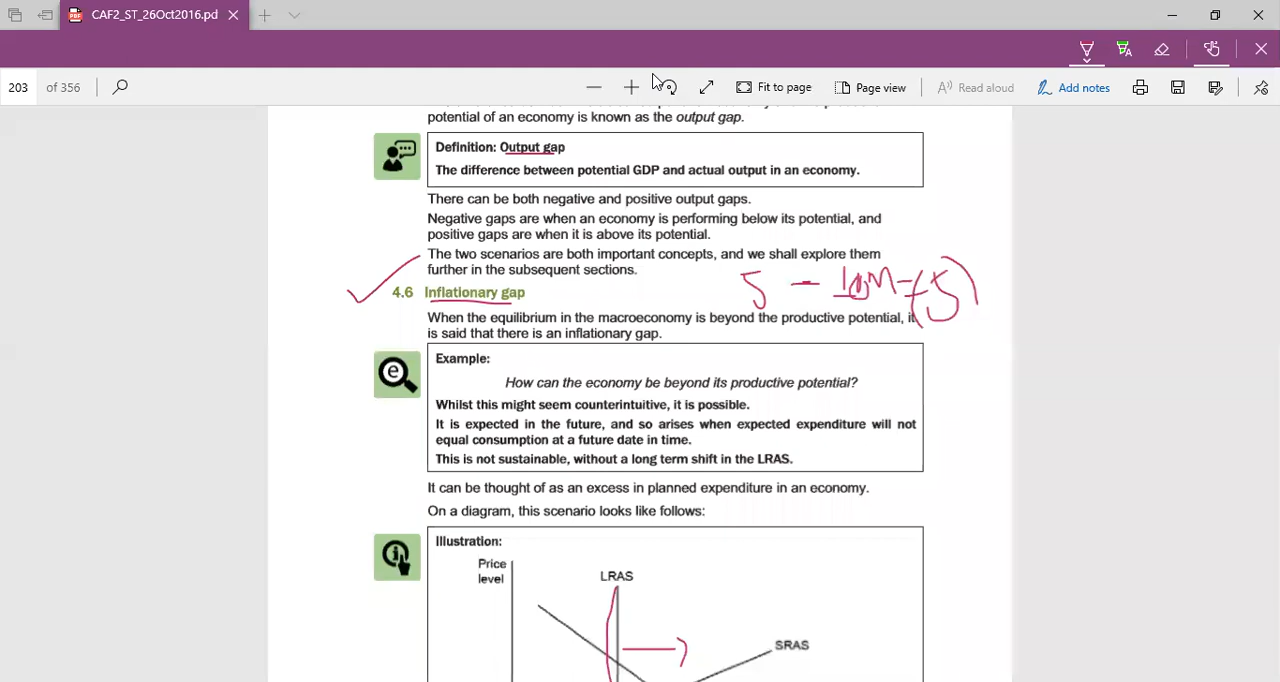 CAF2_ST_26Oct2016.pd
203 of 356
Fit to page
Page view
Read aloud
Add notes
potential of an economy is known as the output gap.
Definition: Output gap
The difference between potential GDP and actual output in an economy.
There can be both negative and positive output gaps.
Negative gaps are when an economy is performing below its potential, and
positive gaps are when it is above its potential.
The two scenarios are both important concepts, and we shall explore them
further in the subsequent sections.
5 - 10M = (5)
4.6 Inflationary gap
When the equilibrium in the macroeconomy is beyond the productive potential, it
is said that there is an inflationary gap.
Example:
How can the economy be beyond its productive potential?
Whilst this might seem counterintuitive, it is possible.
It is expected in the future, and so arises when expected expenditure will not
equal consumption at a future date in time.
This is not sustainable, without a long term shift in the LRAS.
It can be thought of as an excess in planned expenditure in an economy.
On a diagram, this scenario looks like follows:
Illustration:
Price
level
LRAS
SRAS